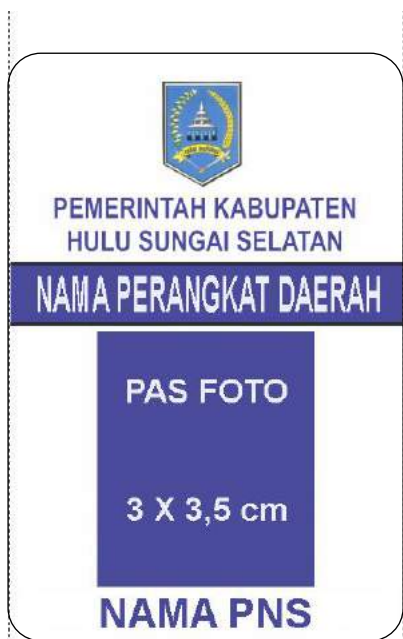 PEMERINTAH KABUPATEN
HULU SUNGAI SELATAN
NAMA PERANGKAT DAERAH
PAS FOTO
3 X 3,5 cm
NAMA PNS